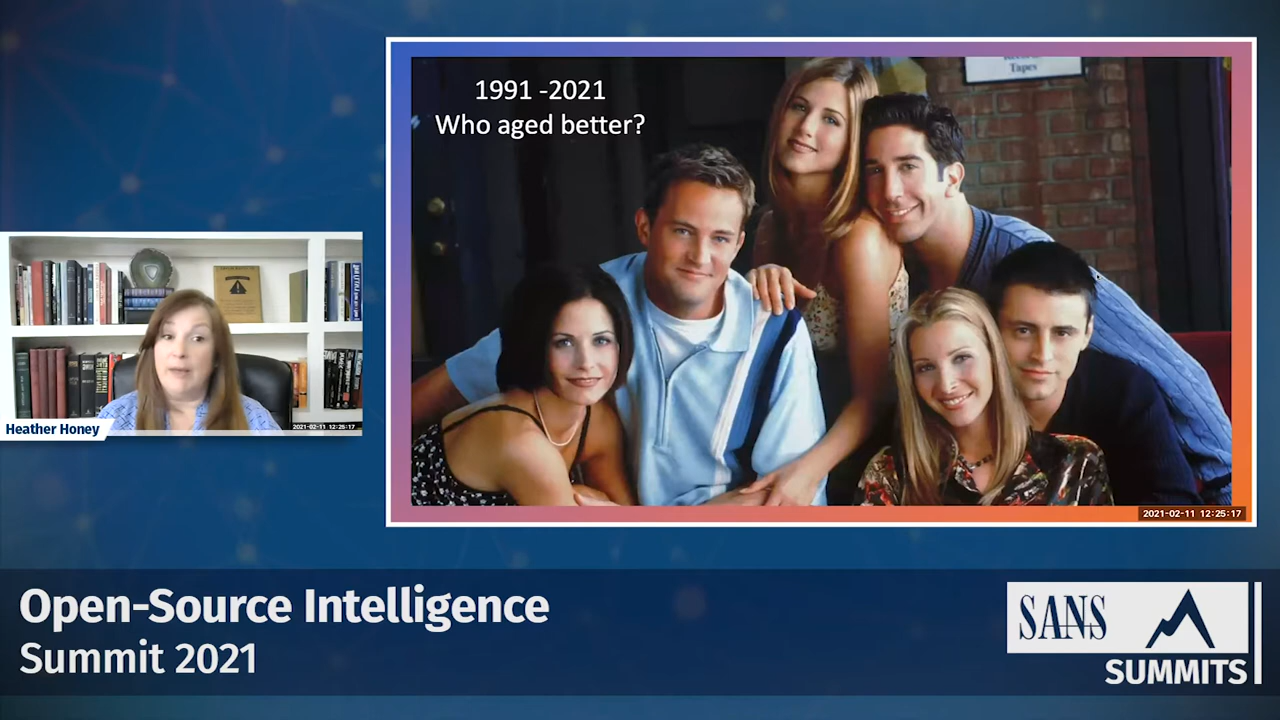 1991 -2021
Who aged better?
Tapes
Heather Honey
2021-02-11 12:25:17
2021-02-11 12:25:17
Open-Source Intelligence
Summit 2021
SANS
SUMMITS